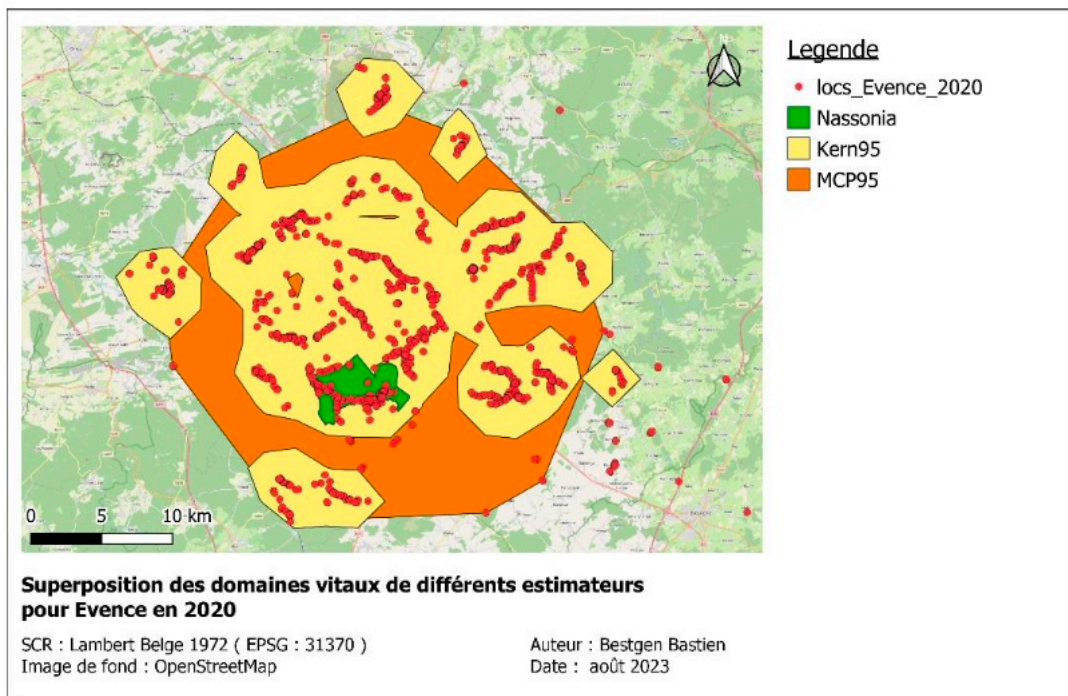 N
Legende
locs_Evence_2020
Nassonia
Kern95
MCP95
0 5 10 km
Superposition des domaines vitaux de différents estimateurs
pour Evence en 2020
SCR : Lambert Belge 1972 ( EPSG : 31370 )
Auteur : Bestgen Bastien
Image de fond : OpenStreetMap
Date : août 2023